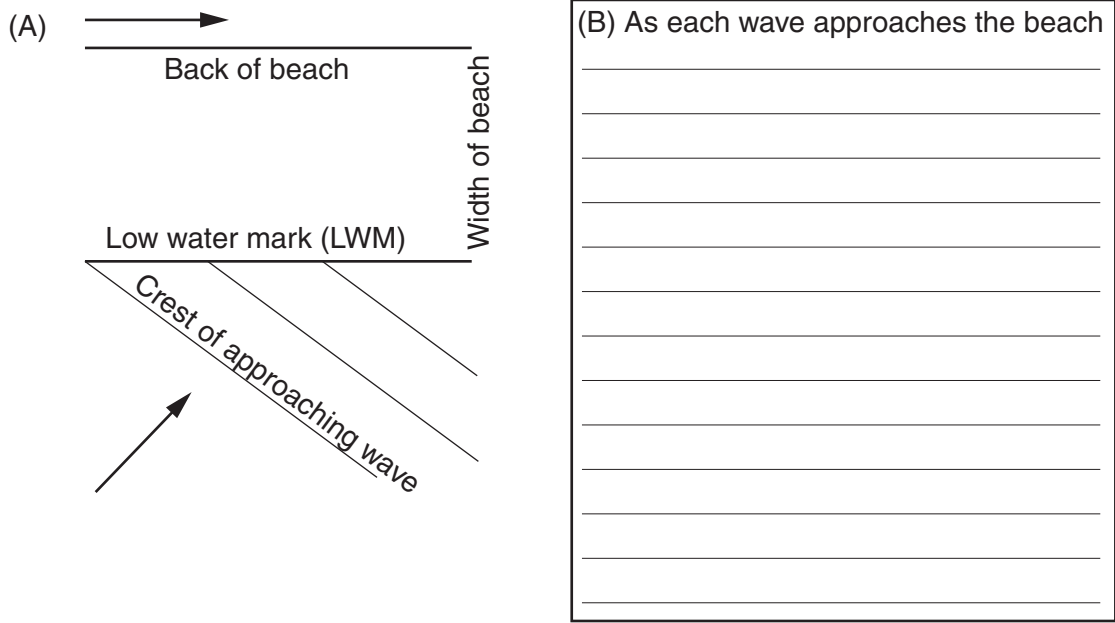 (A)
Back of beach
Width of beach
Low water mark (LWM)
Crest of approaching wave
(B) As each wave approaches the beach